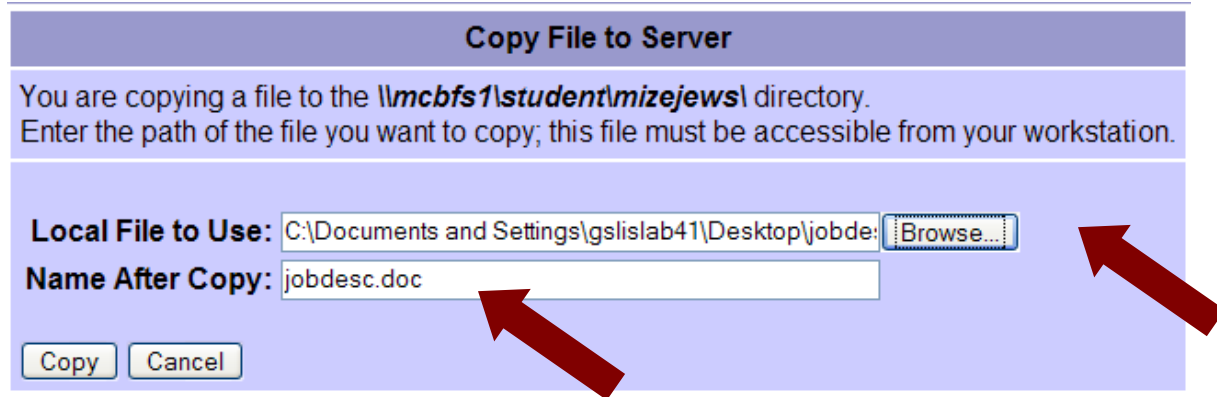 Copy File to Server
You are copying a file to the \\mcbfs1\student\mizejews\ directory.
Enter the path of the file you want to copy; this file must be accessible from your workstation.
Local File to Use: C:\Documents and Settings\gslislab41\Desktop\jobde Browse...
Name After Copy: jobdesc.doc
Copy Cancel